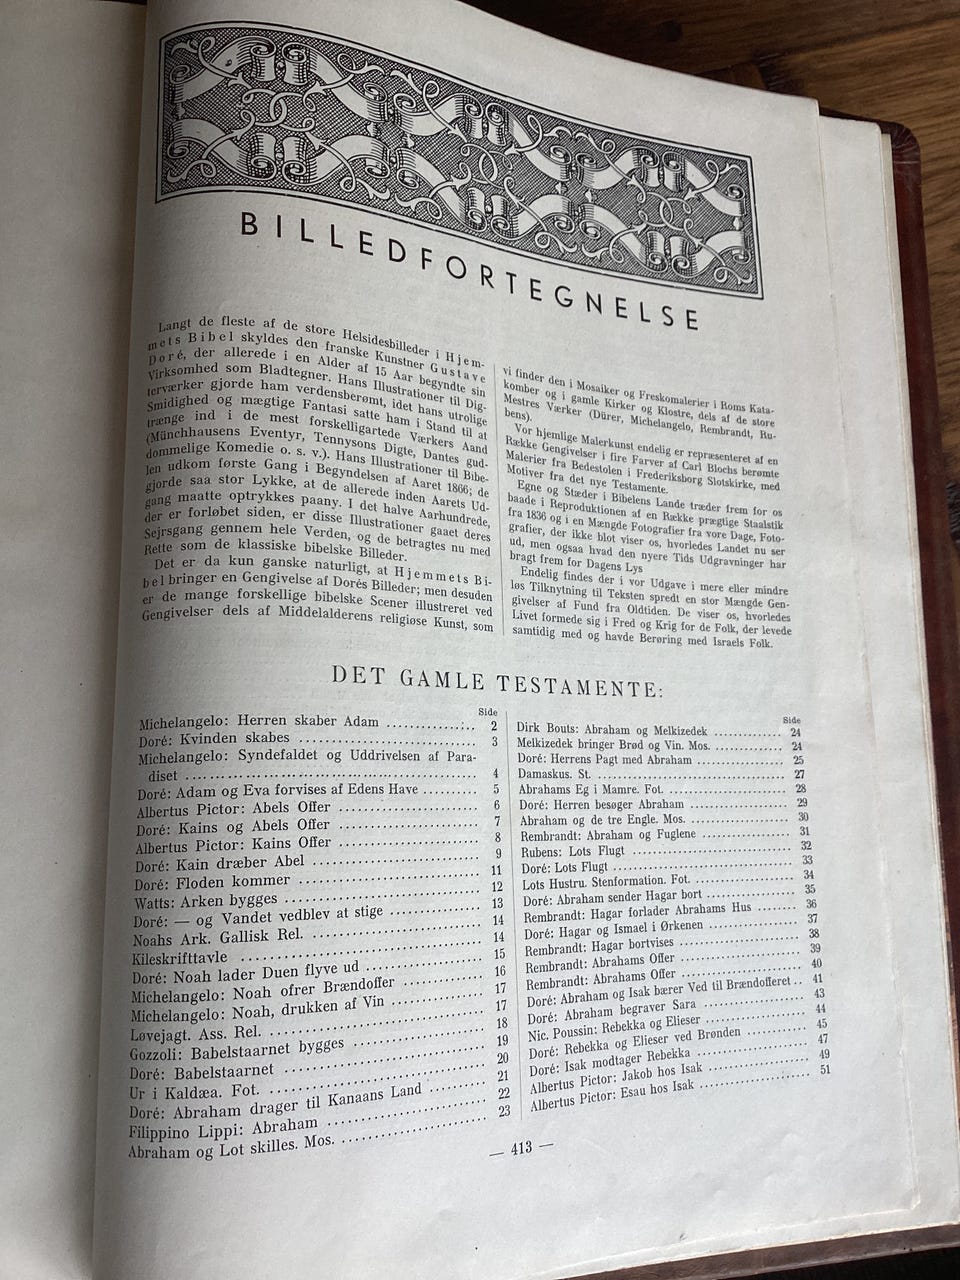 BILLEDFORTEGNELSE
Langt de fleste af de store Helsidesbilleder i Hjem-
mets Bibel skyldes den franske Kunstner Gustave
Doré, der allerede i en Alder af 15 Aar begyndte sin
Virksomhed som Bladtegner. Hans Illustrationer til Dig-
terværker gjorde ham verdensberømt, idet hans utrolige
Smidighed og mægtige Fantasi satte ham i Stand til at
trænge ind i de mest forskelligartede Værkers Aand
(Münchhausens Eventyr, Tennysons Digte, Dantes gud-
dommelige Komedie o. s. v.). Hans Illustrationer til Bibe-
len udkom første Gang i Begyndelsen af Aaret 1866; de
gjorde saa stor Lykke, at de allerede inden Aarets Ud-
gang maatte optrykkes paany. I det halve Aarhundrede,
der er forløbet siden, er disse Illustrationer gaaet deres
Sejrsgang gennem hele Verden, og de betragtes nu med
Rette som de klassiske bibelske Billeder.
Det er da kun ganske naturligt, at Hjemmets Bi-
bel bringer en Gengivelse af Dorés Billeder; men desuden
er de mange forskellige bibelske Scener illustreret ved
Gengivelser dels af Middelalderens religiøse Kunst, som
vi finder den i Mosaiker og Freskomalerier i Roms Kata-
komber og i gamle Kirker og Klostre, dels af de store
Mestres Værker (Dürer, Michelangelo, Rembrandt, Ru-
bens).
Vor hjemlige Malerkunst endelig er repræsenteret af en
Række Gengivelser i fire Farver af Carl Blochs berømte
Malerier fra Bedestolen i Frederiksborg Slotskirke, med
Motiver fra det nye Testamente.
Egne og Stæder i Bibelens Lande træder frem for os
baade i Reproduktionen af en Række prægtige Staalstik
fra 1836 og i en Mængde Fotografier fra vore Dage, Foto-
grafier, der ikke blot viser os, hvorledes Landet nu ser
ud, men ogsaa hvad den nyere Tids Udgravninger har
bragt frem for Dagens Lys
Endelig findes der i vor Udgave i mere eller mindre
løs Tilknytning til Teksten spredt en stor Mængde Gen-
givelser af Fund fra Oldtiden. De viser os, hvorledes
Livet formede sig i Fred og Krig for de Folk, der levede
samtidig med og havde Berøring med Israels Folk.
DET GAMLE TESTAMENTE:
Side
Michelangelo: Herren skaber Adam .............. 2
Doré: Kvinden skabes .............. 3
Michelangelo: Syndefaldet og Uddrivelsen af Para-
diset .............. 4
Doré: Adam og Eva forvises af Edens Have .......... 5
Albertus Pictor: Abels Offer .............. 6
Doré: Kains og Abels Offer .............. 7
Albertus Pictor: Kains Offer .............. 8
Doré: Kain dræber Abel .............. 9
Doré: Floden kommer .............. 11
Watts: Arken bygges .............. 12
Doré: — og Vandet vedblev at stige .............. 13
Noahs Ark. Gallisk Rel. .............. 14
Kileskrifttavle .............. 14
Doré: Noah lader Duen flyve ud .............. 15
Michelangelo: Noah ofrer Brændoffer .............. 16
Michelangelo: Noah, drukken af Vin .............. 17
Løvejagt. Ass. Rel. .............. 17
Gozzoli: Babelstaarnet bygges .............. 18
Doré: Babelstaarnet .............. 19
Ur i Kaldæa. Fot. .............. 20
Doré: Abraham drager til Kanaans Land .......... 21
Filippino Lippi: Abraham .............. 22
Abraham og Lot skilles. Mos. .............. 23
Side
Dirk Bouts: Abraham og Melkizedek .............. 24
Melkizedek bringer Brød og Vin. Mos. .............. 24
Doré: Herrens Pagt med Abraham .............. 25
Damaskus. St. .............. 27
Abrahams Eg i Mamre. Fot. .............. 28
Doré: Herren besøger Abraham .............. 29
Abraham og de tre Engle. Mos. .............. 30
Rembrandt: Abraham og Fuglene .............. 31
Rubens: Lots Flugt .............. 32
Doré: Lots Flugt .............. 33
Lots Hustru. Stenformation. Fot. .............. 34
Doré: Abraham sender Hagar bort .............. 35
Rembrandt: Hagar forlader Abrahams Hus ........ 36
Doré: Hagar og Ismael i Ørkenen .............. 37
Rembrandt: Hagar bortvises .............. 38
Rembrandt: Abrahams Offer .............. 39
Rembrandt: Abrahams Offer .............. 40
Doré: Abraham og Isak bærer Ved til Brændofferet .. 41
Doré: Abraham begraver Sara .............. 43
Nic. Poussin: Rebekka og Elieser .............. 44
Doré: Rebekka og Elieser ved Brønden .............. 45
Doré: Isak modtager Rebekka .............. 47
Albertus Pictor: Jakob hos Isak .............. 49
Albertus Pictor: Esau hos Isak .............. 51
— 413 —